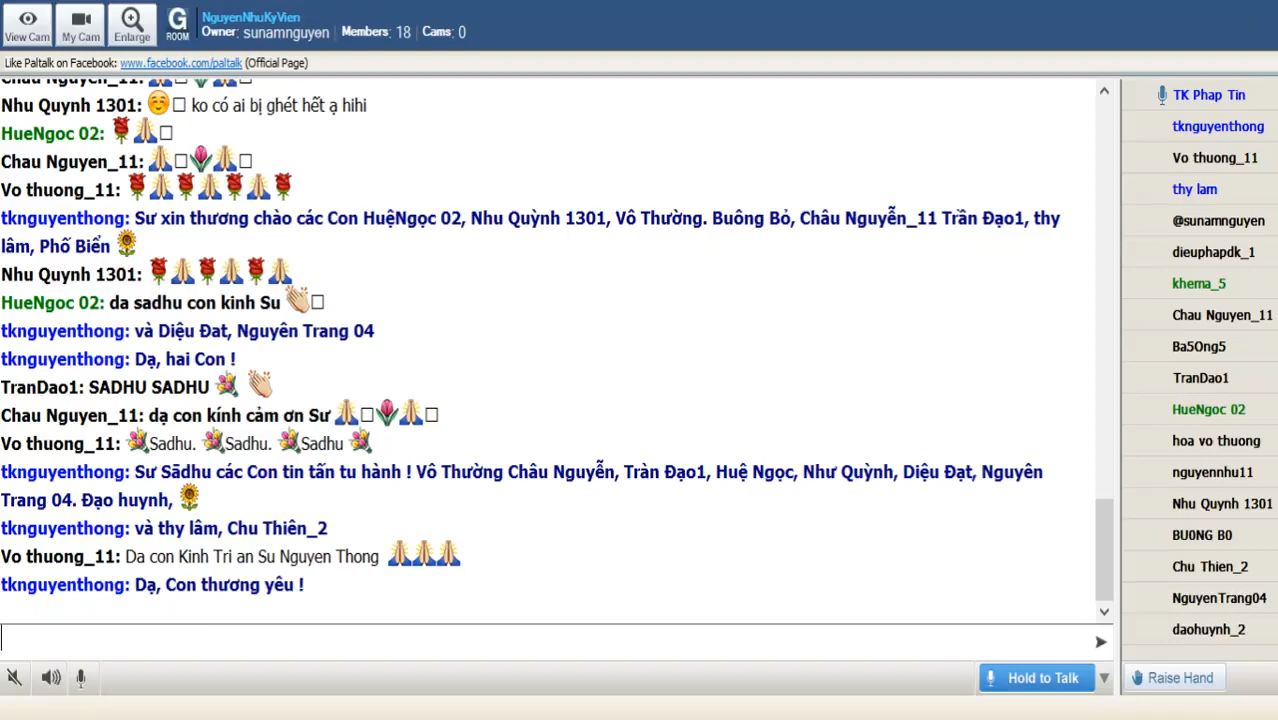 View Cam
My Cam
Enlarge
G
ROOM
NguyenNhuKyVien
Owner: sunamnguyen
Members: 18
Cams: 0
Like Paltalk on Facebook: www.facebook.com/paltalk (Official Page)
Chau Nguyen_11:
Nhu Quynh 1301: ko có ai bị ghét hết ạ hihi
HueNgoc 02:
Chau Nguyen_11:
Vo thuong_11:
tknguyenthong: Sư xin thương chào các Con HuệNgọc 02, Nhu Quỳnh 1301, Vô Thường. Buông Bỏ, Châu Nguyễn_11 Trần Đạo1, thy
lâm, Phố Biển
Nhu Quynh 1301:
HueNgoc 02: da sadhu con kinh Su
tknguyenthong: và Diệu Đat, Nguyên Trang 04
tknguyenthong: Dạ, hai Con !
TranDao1: SADHU SADHU
Chau Nguyen_11: dạ con kính cảm ơn Sư
Vo thuong_11: Sadhu. Sadhu. Sadhu
tknguyenthong: Sư Sādhu các Con tin tấn tu hành ! Vô Thường Châu Nguyễn, Tràn Đạo1, Huệ Ngọc, Như Quỳnh, Diệu Đạt, Nguyên
Trang 04. Đạo huynh,
tknguyenthong: và thy lâm, Chu Thiên_2
Vo thuong_11: Da con Kinh Tri an Su Nguyen Thong
tknguyenthong: Dạ, Con thương yêu !
Hold to Talk
TK Phap Tin
tknguyenthong
Vo thuong_11
thy lam
@sunamnguyen
dieuphapdk_1
khema_5
Chau Nguyen_11
Ba5Ong5
TranDao1
HueNgoc 02
hoa vo thuong
nguyennhu11
Nhu Quynh 1301
BU0NG B0
Chu Thien_2
NguyenTrang04
daohuynh_2
Raise Hand